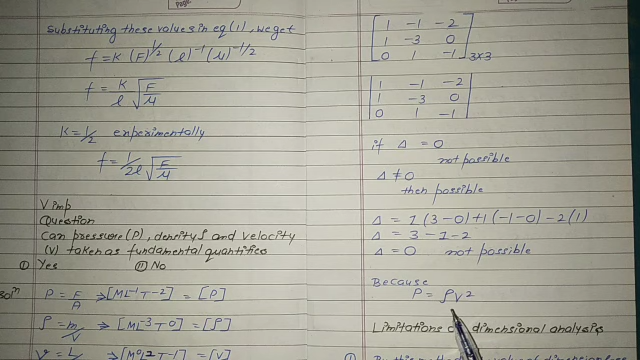 Page
Substituting these values in eq (1), we get
f = K (F)^1/2 (l)^-1 (μ)^-1/2
f = K/l √F/μ
K = 1/2 experimentally
f = 1/2l √F/μ
V imp
Question
Can pressure (P), density ρ and velocity
(V) taken as fundamental quantities
① Yes ② No
Soln P = F/A ⇒ [ML^-1 T^-2] = [P]
ρ = m/V ⇒ [ML^-3 T^0] = [ρ]
[ 1 -1 -2
1 -3 0
0 1 -1 ] 3×3
| 1 -1 -2 |
| 1 -3 0 |
| 0 1 -1 |
if Δ = 0
not possible
Δ ≠ 0
then possible
Δ = 1 (3-0) +1 (-1-0) -2(1)
Δ = 3 -1 -2
Δ = 0 not possible
Because
P = ρv²
Limitations dimensional analysis